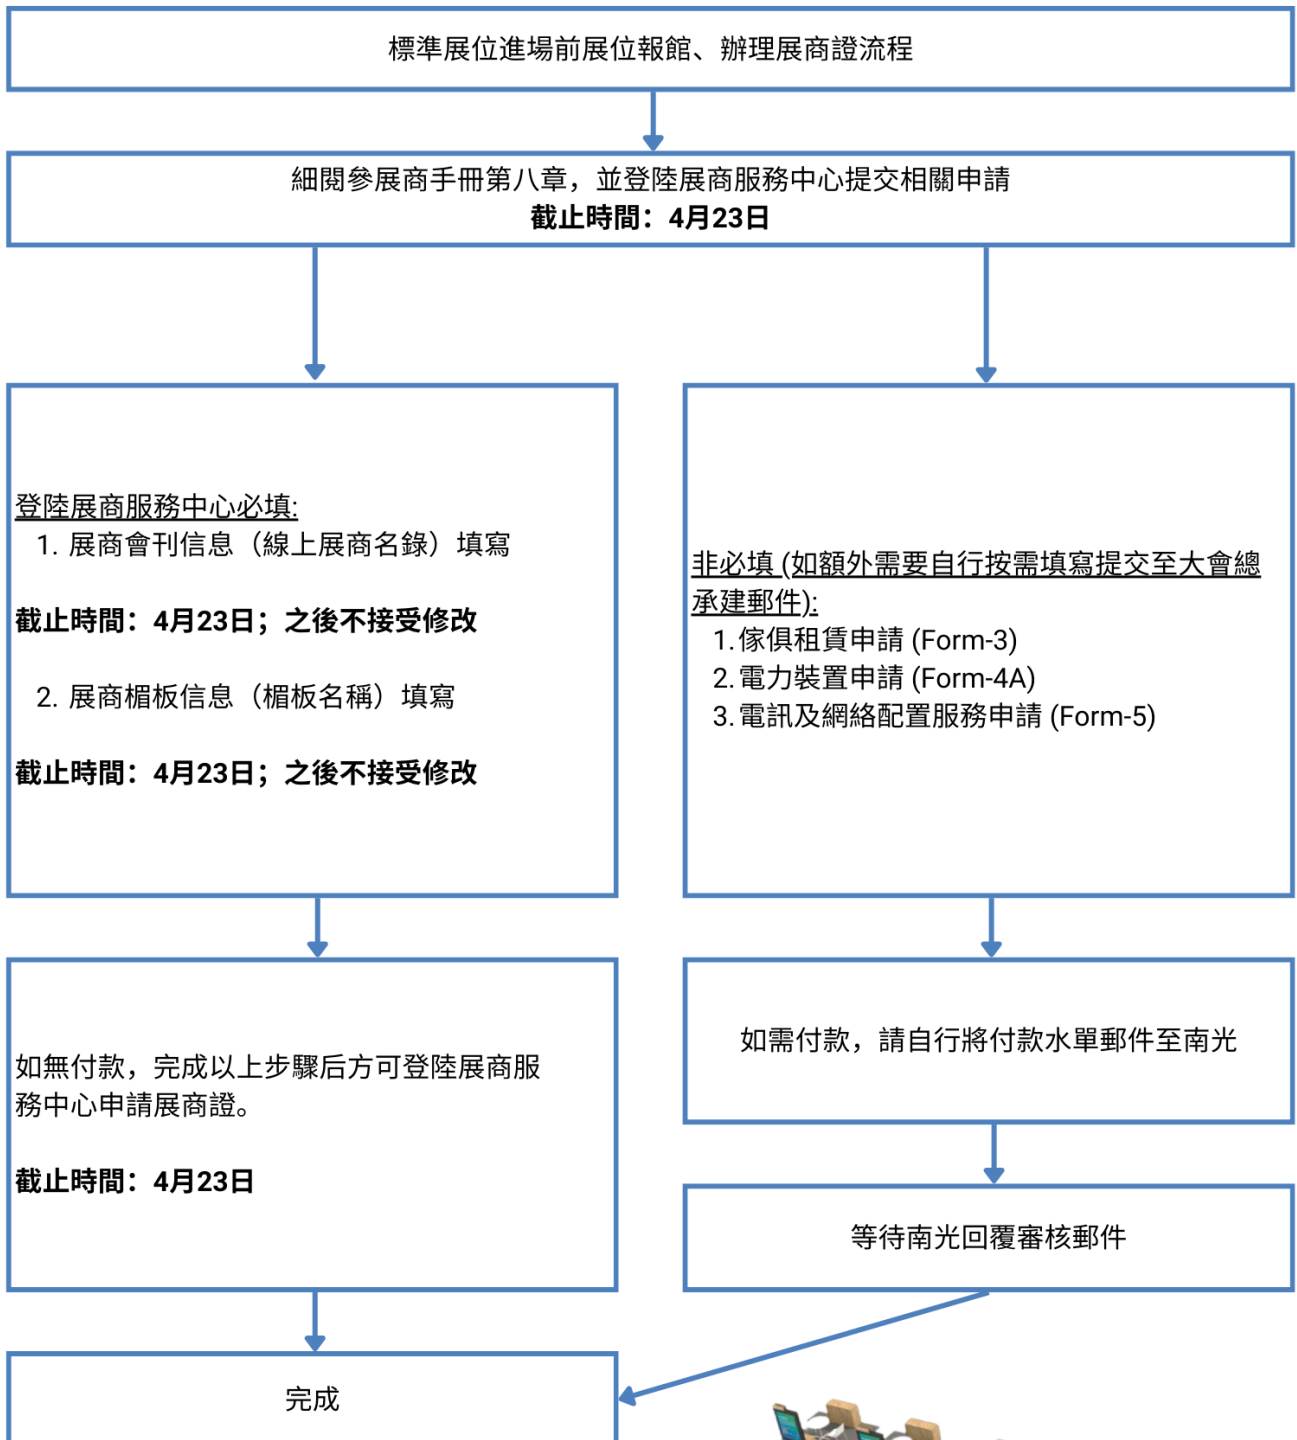 標準展位進場前展位報館、辦理展商證流程
細閱參展商手冊第八章，並登陸展商服務中心提交相關申請
截止時間：4月23日
登陸展商服務中心必填:
1. 展商會刊信息（線上展商名錄）填寫
截止時間：4月23日；之後不接受修改
2. 展商楣板信息（楣板名稱）填寫
截止時間：4月23日；之後不接受修改
非必填 (如額外需要自行按需填寫提交至大會總
承建郵件):
1. 傢俱租賃申請 (Form-3)
2. 電力裝置申請 (Form-4A)
3. 電訊及網絡配置服務申請 (Form-5)
如無付款，完成以上步驟后方可登陸展商服
務中心申請展商證。
截止時間：4月23日
如需付款，請自行將付款水單郵件至南光
等待南光回覆審核郵件
完成